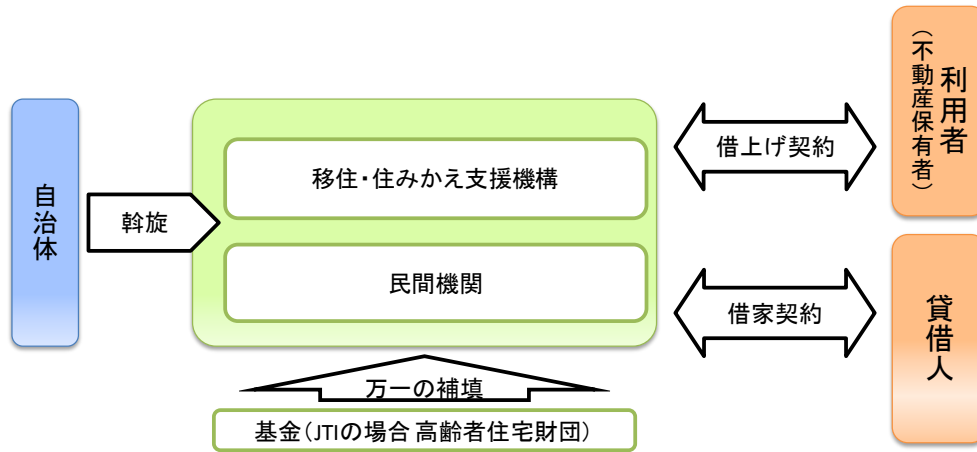 自治体
斡旋
移住・住みかえ支援機構
民間機関
借上げ契約
借家契約
利用者
（不動産保有者）
貸借人
万一の補填
基金（JTIの場合 高齢者住宅財団）